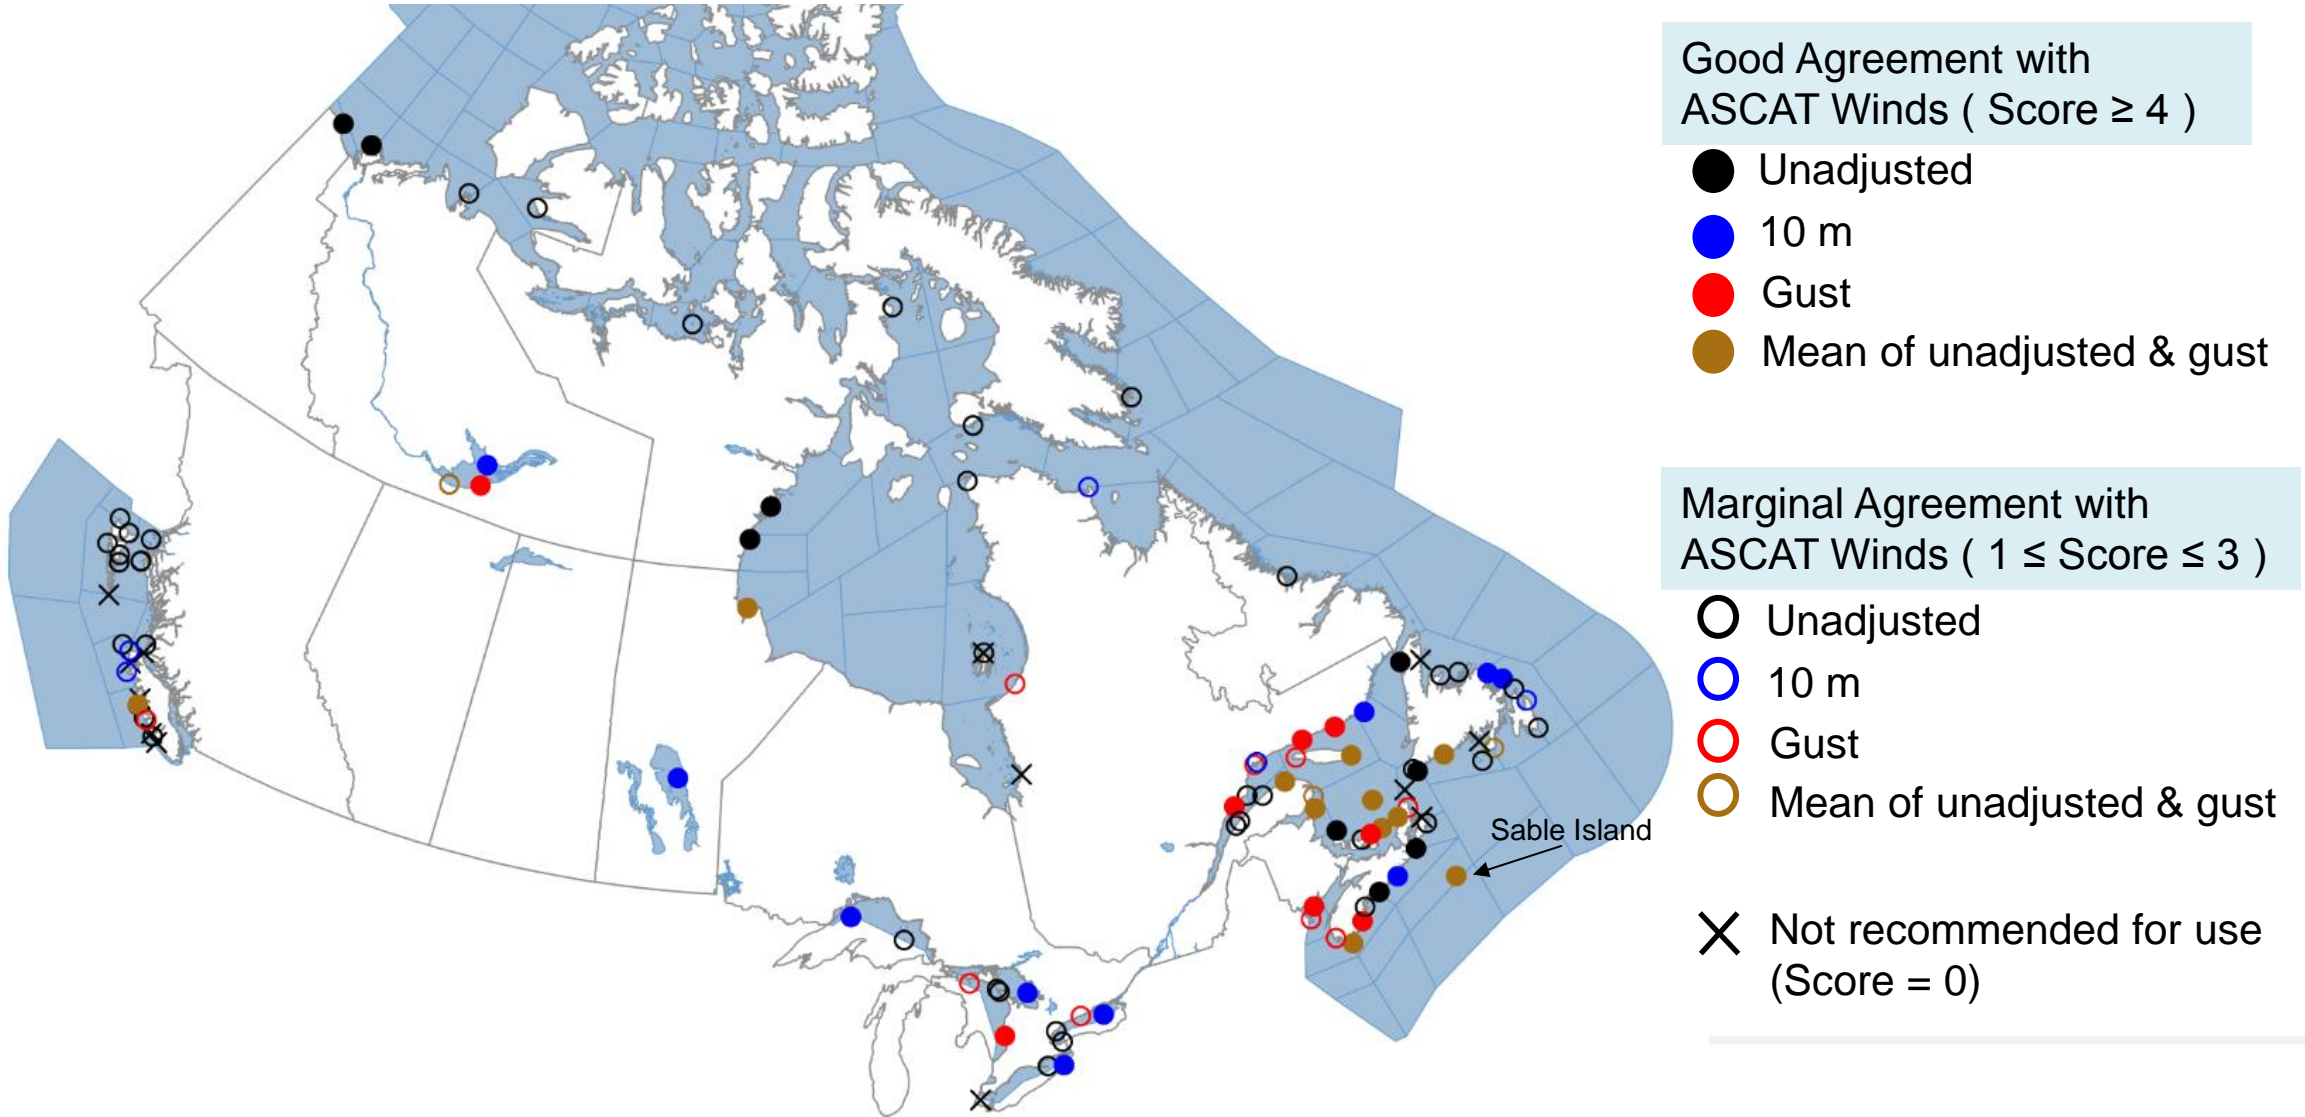 Good Agreement with
ASCAT Winds ( Score ≥ 4 )
Unadjusted
10 m
Gust
Mean of unadjusted & gust
Marginal Agreement with
ASCAT Winds ( 1 ≤ Score ≤ 3 )
Unadjusted
10 m
Gust
Mean of unadjusted & gust
Sable Island
Not recommended for use
(Score = 0)